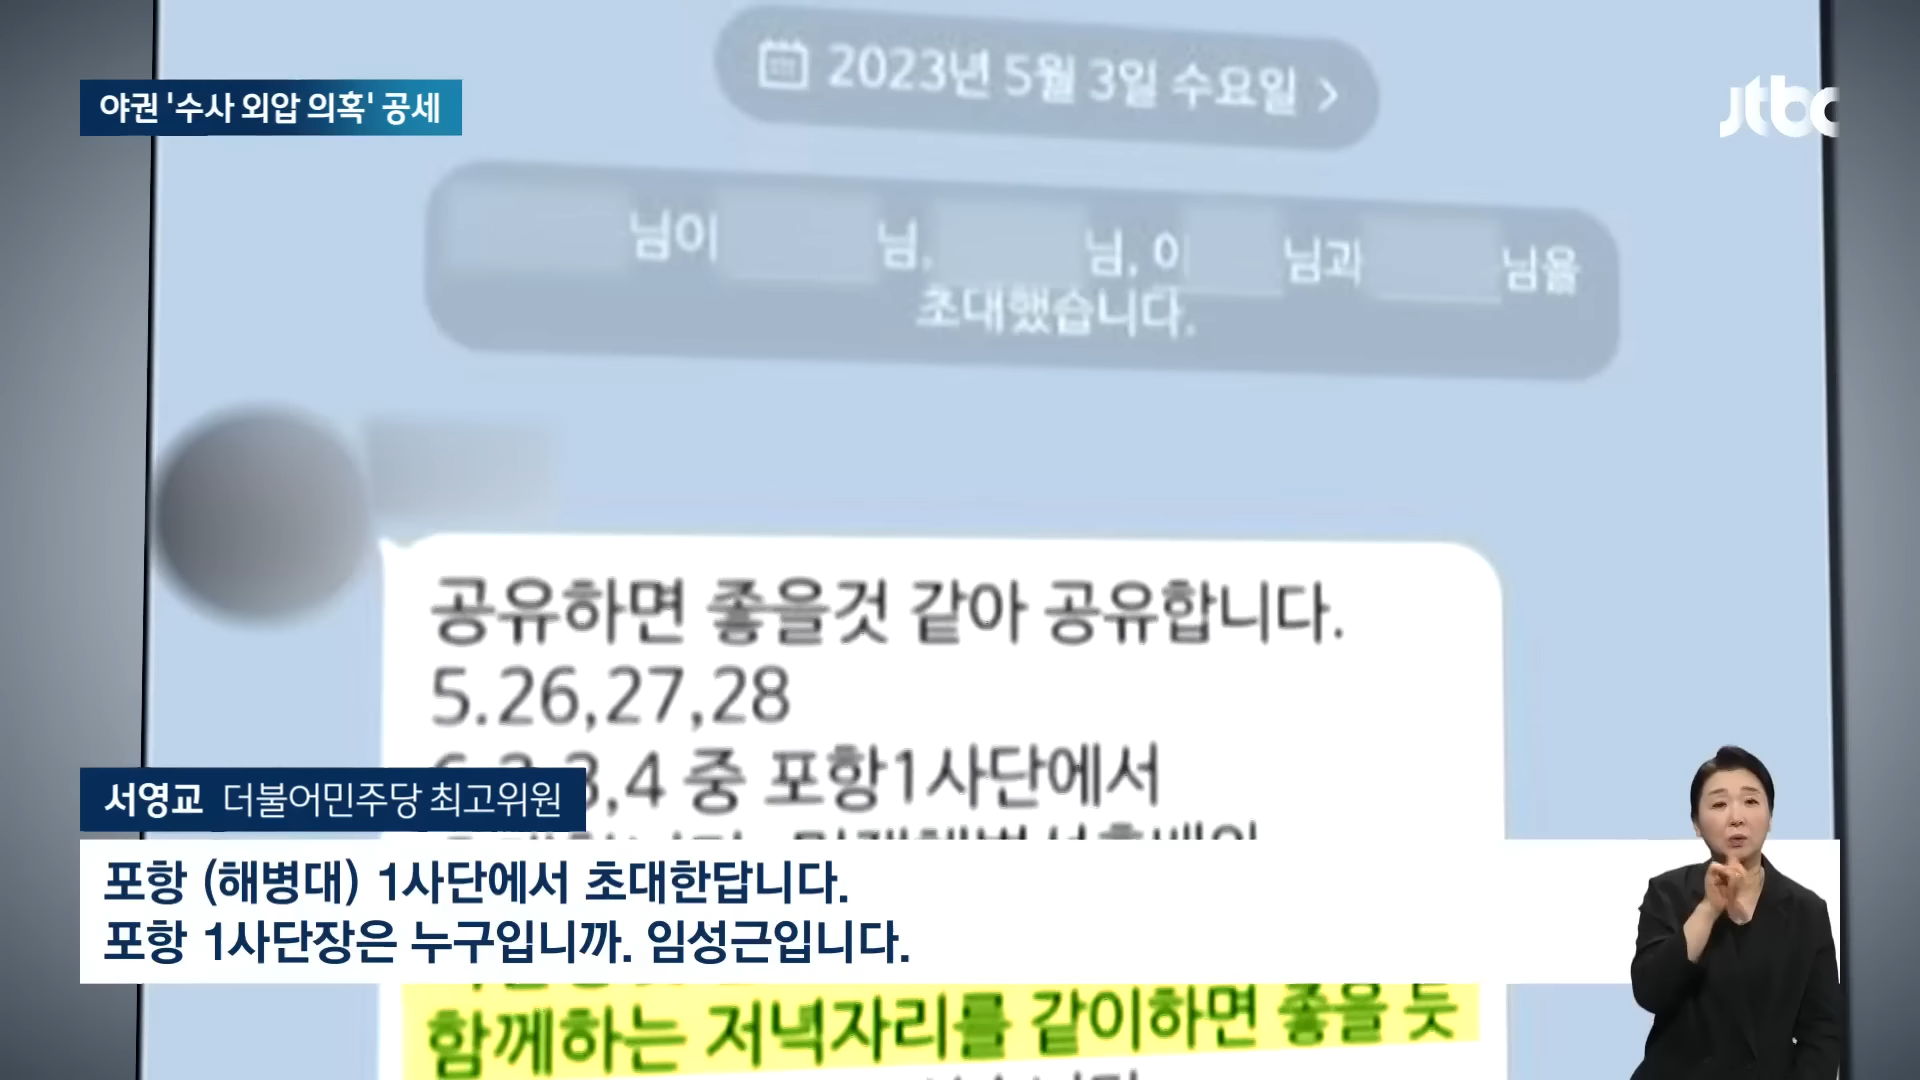 2023년 5월 3일 수요일 >
야권 '수사 외압 의혹' 공세
jtbc
님이 님, 님, 이 님과 님을
초대했습니다.
공유하면 좋을것 같아 공유합니다.
5.26,27,28
3,4 중 포항1사단에서
서영교 더불어민주당 최고위원
포항 (해병대) 1사단에서 초대한답니다.
포항 1사단장은 누구입니까. 임성근입니다.
함께하는 저녁자리를 같이하면 좋을 듯